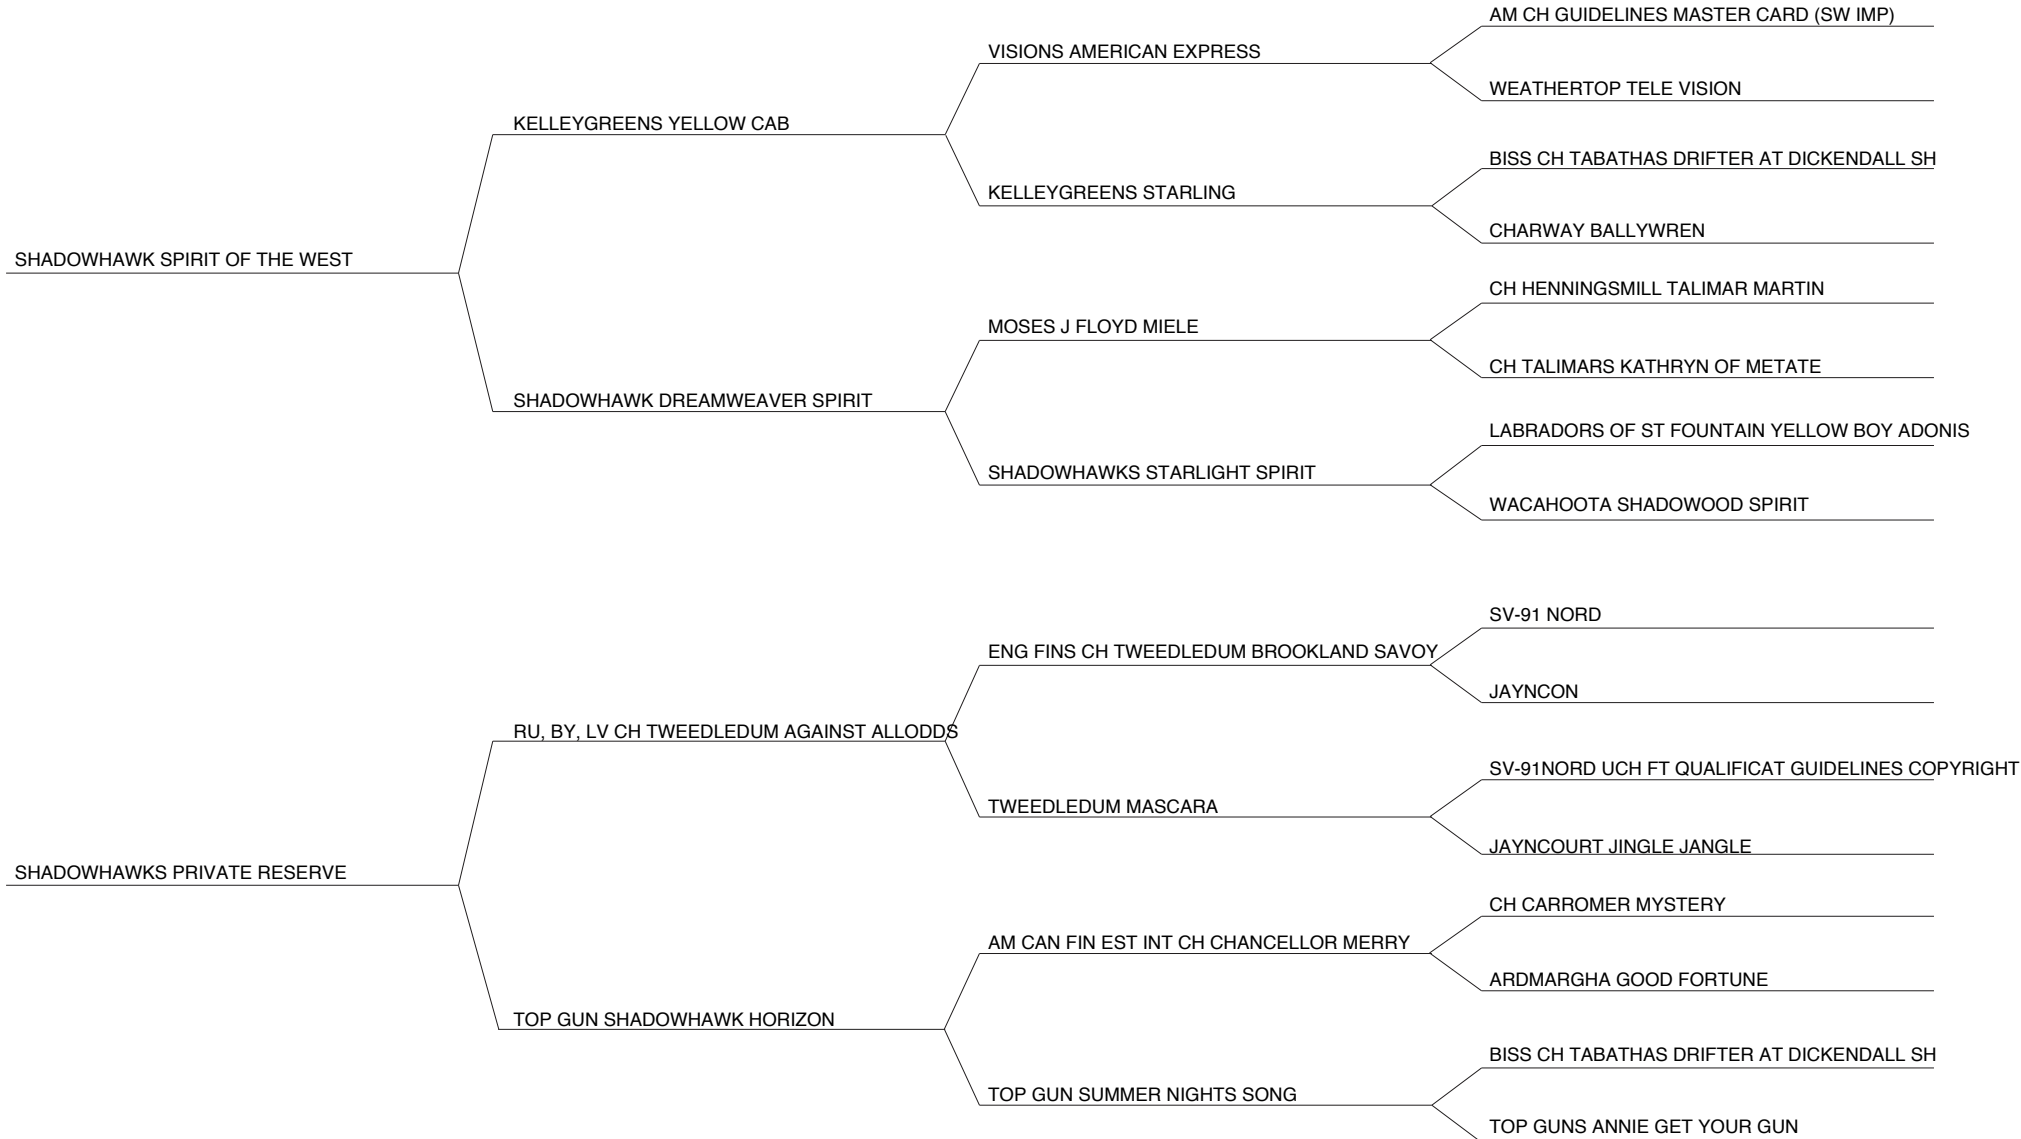 AM CH GUIDELINES MASTER CARD (SW IMP)
VISIONS AMERICAN EXPRESS
WEATHERTOP TELE VISION
KELLEYGREENS YELLOW CAB
BISS CH TABATHAS DRIFTER AT DICKENDALL SH
KELLEYGREENS STARLING
CHARWAY BALLYWREN
SHADOWHAWK SPIRIT OF THE WEST
CH HENNINGSMILL TALIMAR MARTIN
MOSES J FLOYD MIELE
CH TALIMARS KATHRYN OF METATE
SHADOWHAWK DREAMWEAVER SPIRIT
LABRADORS OF ST FOUNTAIN YELLOW BOY ADONIS
SHADOWHAWKS STARLIGHT SPIRIT
WACAHOOTA SHADOWOOD SPIRIT
SV-91 NORD
ENG FINS CH TWEEDLEDUM BROOKLAND SAVOY
JAYNCON
RU, BY, LV CH TWEEDLEDUM AGAINST ALLODDS
SV-91NORD UCH FT QUALIFICAT GUIDELINES COPYRIGHT
TWEEDLEDUM MASCARA
JAYNCOURT JINGLE JANGLE
SHADOWHAWKS PRIVATE RESERVE
CH CARROMER MYSTERY
AM CAN FIN EST INT CH CHANCELLOR MERRY
ARDMARGHA GOOD FORTUNE
TOP GUN SHADOWHAWK HORIZON
BISS CH TABATHAS DRIFTER AT DICKENDALL SH
TOP GUN SUMMER NIGHTS SONG
TOP GUNS ANNIE GET YOUR GUN